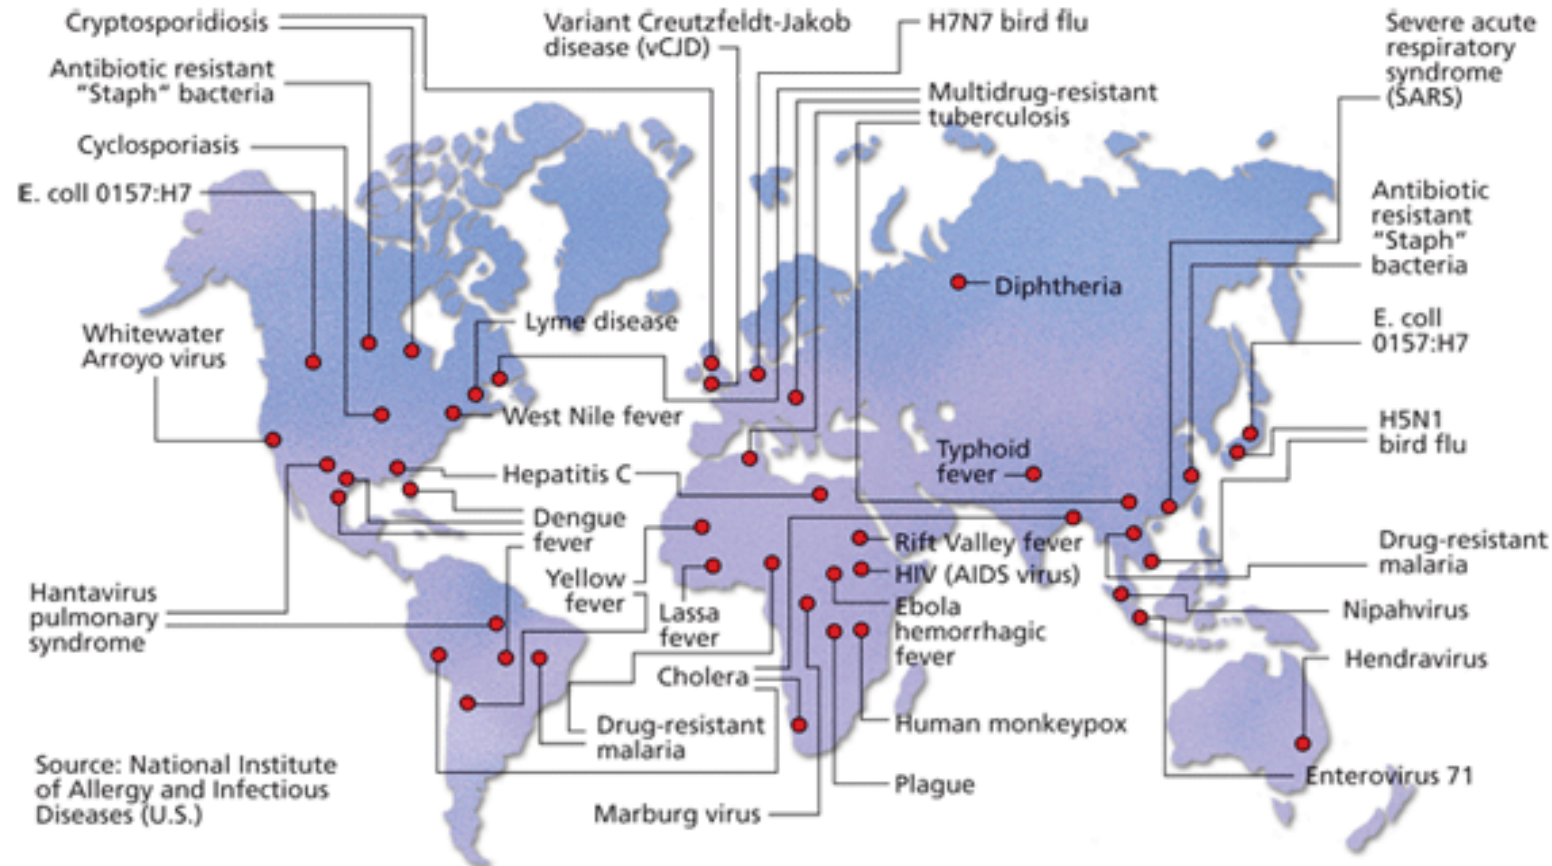 Cryptosporidiosis
Antibiotic resistant
“Staph” bacteria
Cyclosporiasis
E. coll 0157:H7
Whitewater
Arroyo virus
Hantavirus
pulmonary
syndrome
Source: National Institute
of Allergy and Infectious
Diseases (U.S.)
Variant Creutzfeldt-Jakob
disease (vCJD)
H7N7 bird flu
Multidrug-resistant
tuberculosis
Severe acute
respiratory
syndrome
(SARS)
Antibiotic
resistant
“Staph”
bacteria
E. coll
0157:H7
H5N1
bird flu
Drug-resistant
malaria
Nipahvirus
Hendravirus
Enterovirus 71
Diphtheria
Typhoid
fever
Lyme disease
West Nile fever
Hepatitis C
Dengue
fever
Yellow
fever
Lassa
fever
Cholera
Drug-resistant
malaria
Marburg virus
Rift Valley fever
HIV (AIDS virus)
Ebola
hemorrhagic
fever
Human monkeypox
Plague